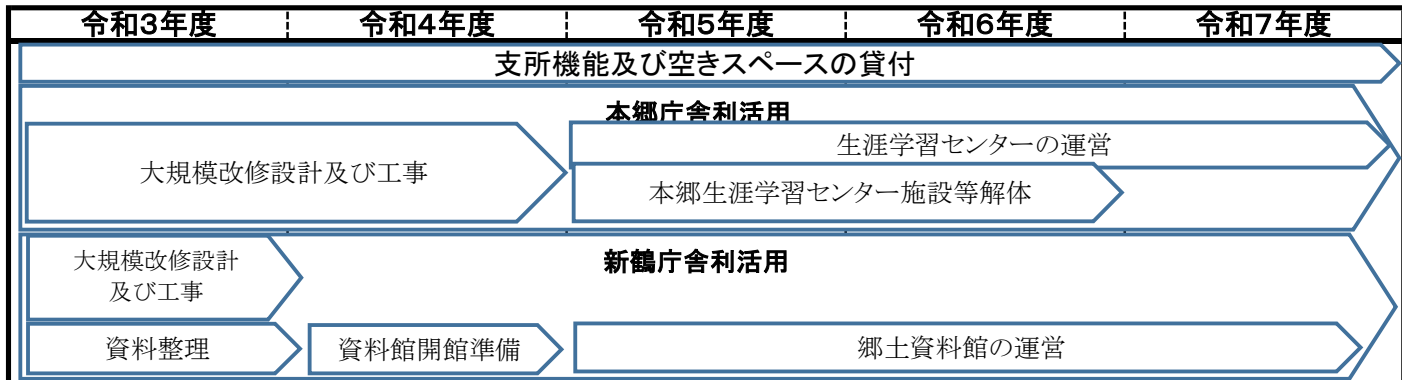 令和3年度 令和4年度 令和5年度 令和6年度 令和7年度
支所機能及び空きスペースの貸付
本郷庁舎利活用
生涯学習センターの運営
大規模改修設計及び工事
本郷生涯学習センター施設等解体
新鶴庁舎利活用
大規模改修設計
及び工事
資料整理 資料館開館準備 郷土資料館の運営